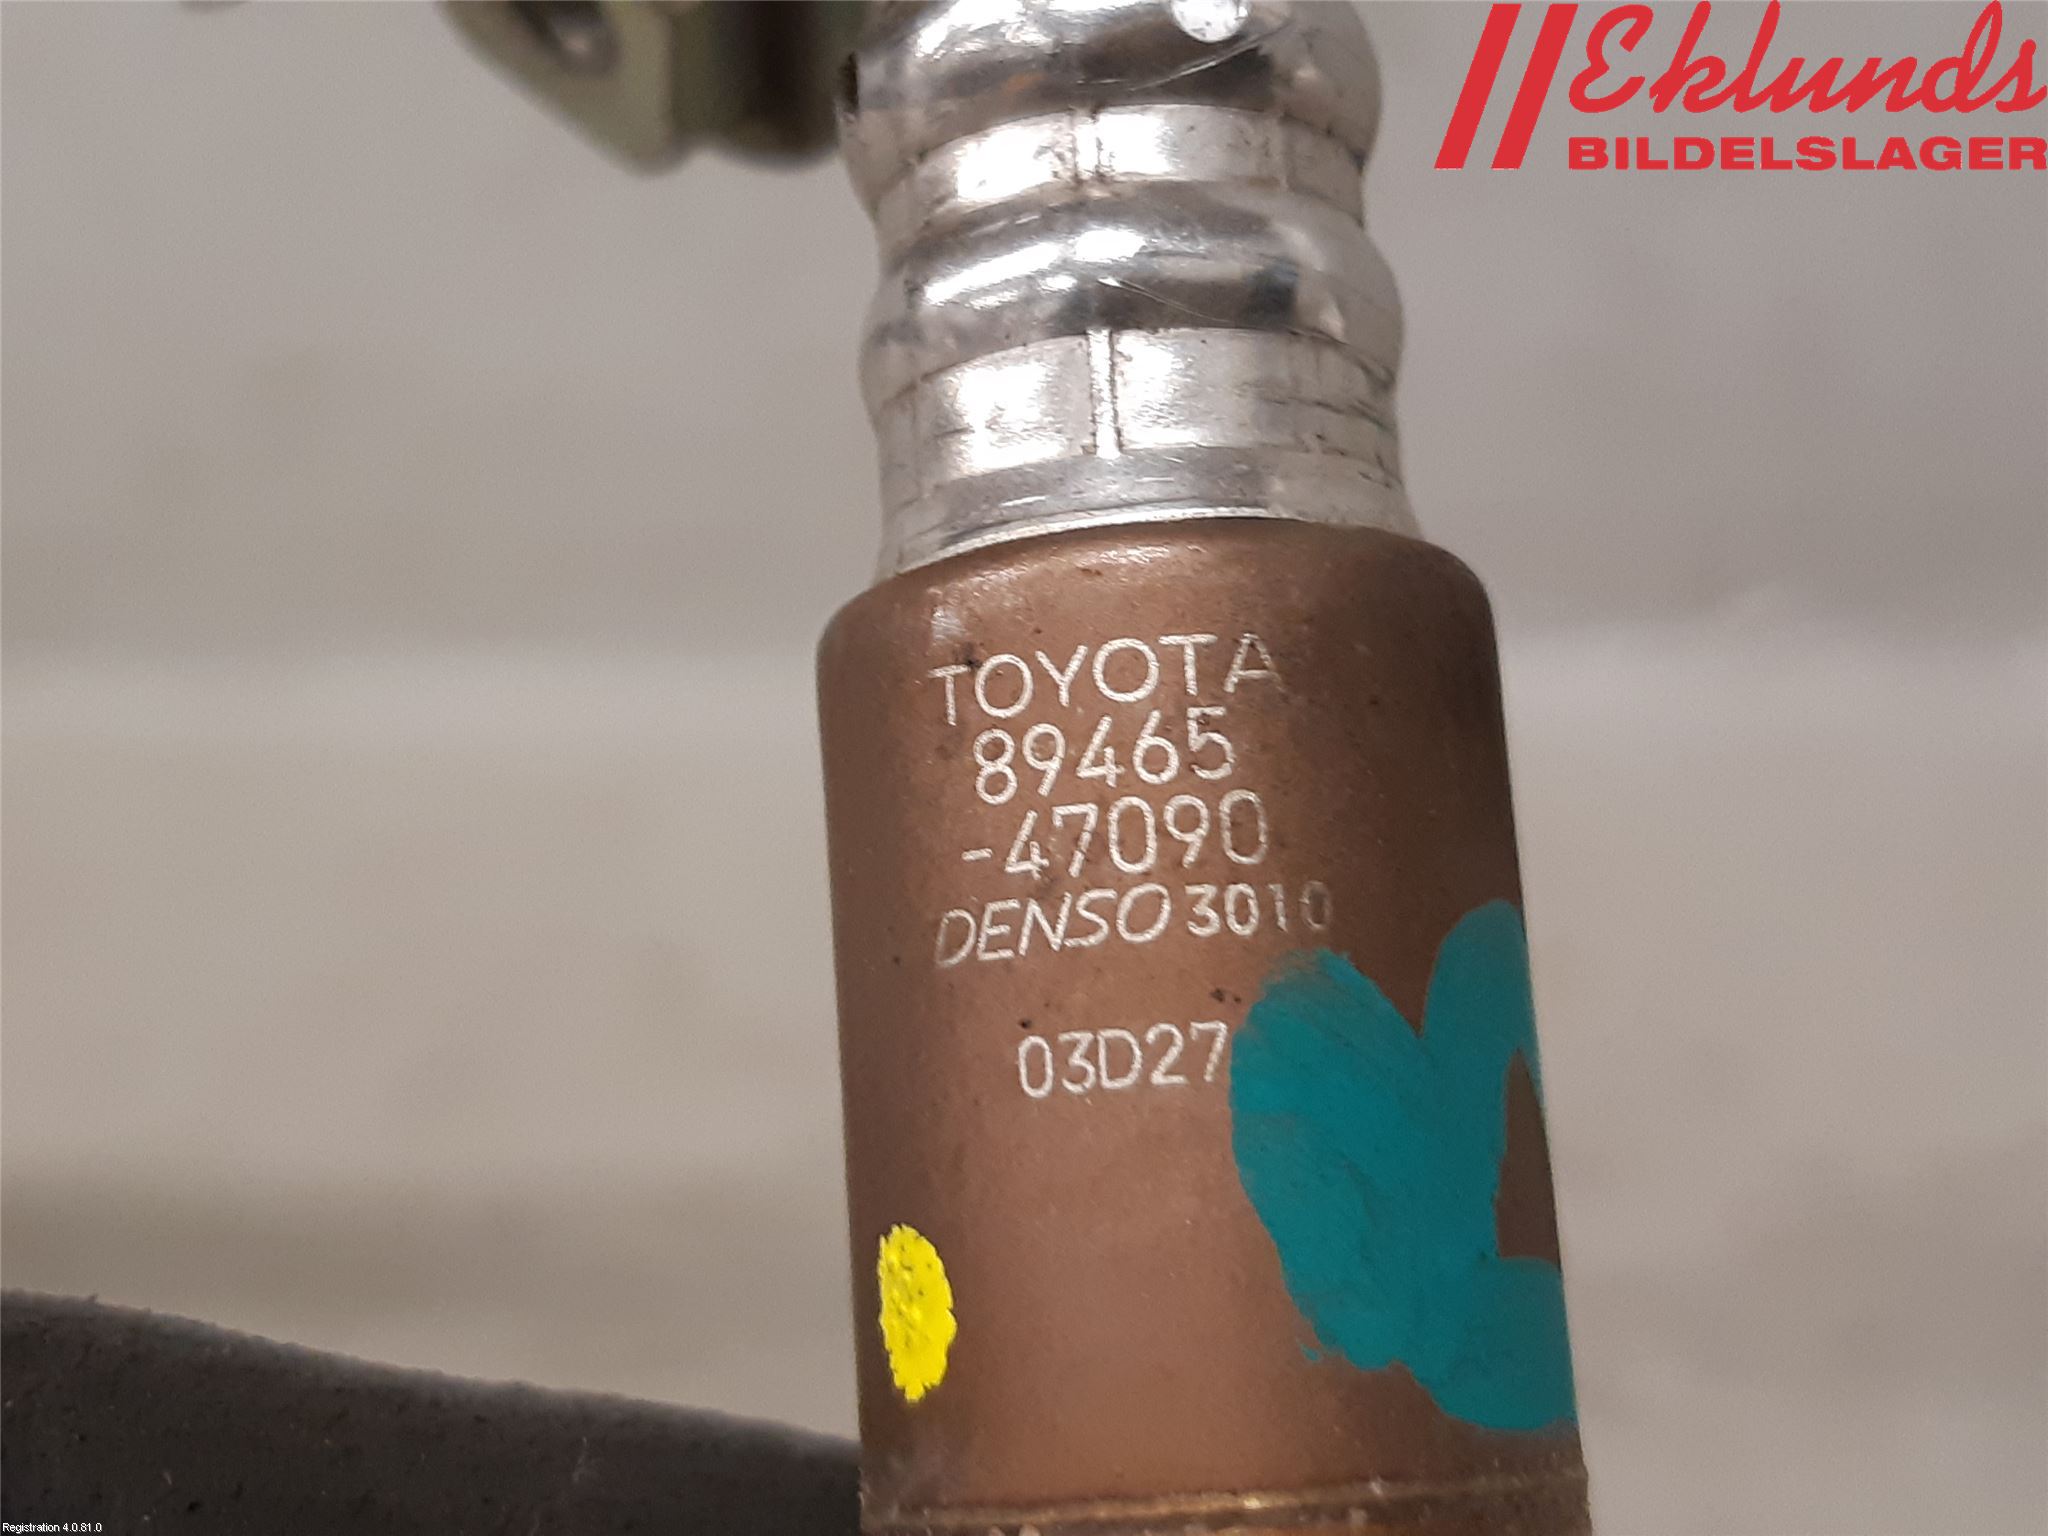 Eklunds
BILDELSLAGER
TOYOTA
89465
-47090
DENSO 3010
03D27
Registration 4.0.81.0